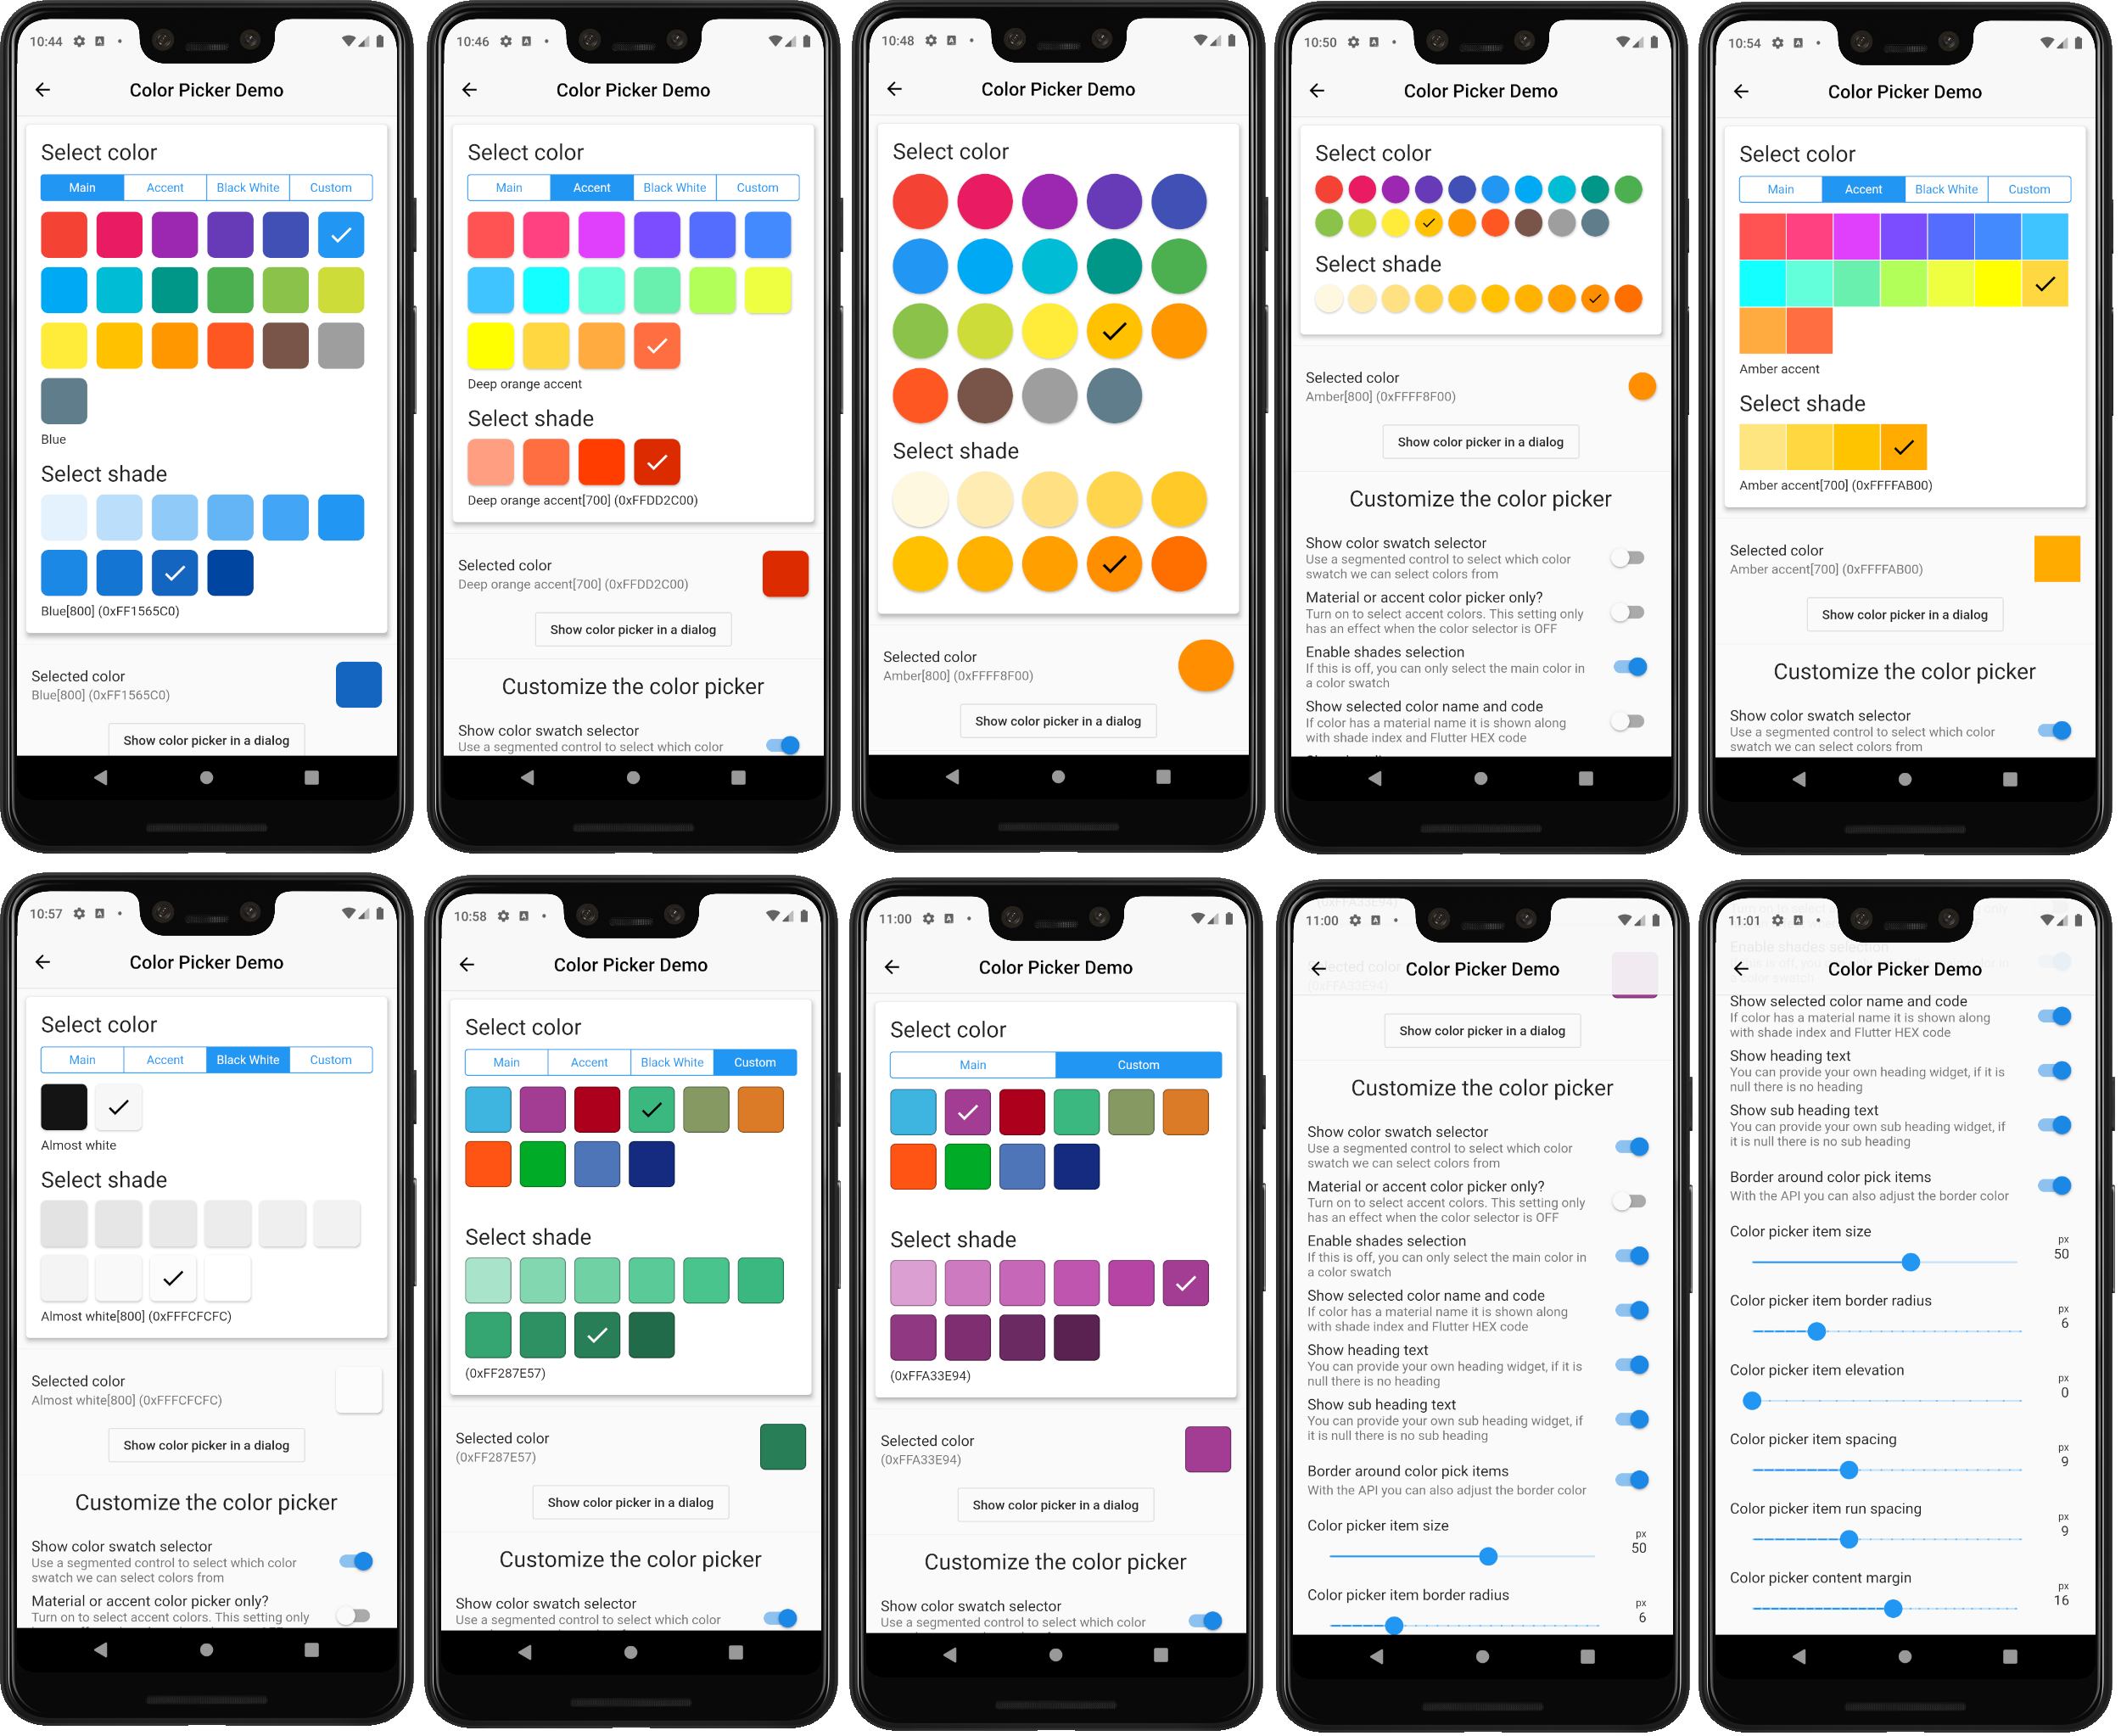 10:44
Color Picker Demo
Select color
Main Accent Black White Custom
Blue
Select shade
Blue[800] (0xFF1565C0)
Selected color
Blue[800] (0xFF1565C0)
Show color picker in a dialog
10:46
Color Picker Demo
Select color
Main Accent Black White Custom
Deep orange accent
Select shade
Deep orange accent[700] (0xFFDD2C00)
Selected color
Deep orange accent[700] (0xFFDD2C00)
Show color picker in a dialog
Customize the color picker
Show color swatch selector
Use a segmented control to select which color
10:48
Color Picker Demo
Select color
Select shade
Selected color
Amber[800] (0xFFFF8F00)
Show color picker in a dialog
10:50
Color Picker Demo
Select color
Select shade
Selected color
Amber[800] (0xFFFF8F00)
Show color picker in a dialog
Customize the color picker
Show color swatch selector
Use a segmented control to select which color
swatch we can select colors from
Material or accent color picker only?
Turn on to select accent colors. This setting only
has an effect when the color selector is OFF
Enable shades selection
If this is off, you can only select the main color in
a color swatch
Show selected color name and code
If color has a material name it is shown along
with shade index and Flutter HEX code
10:54
Color Picker Demo
Select color
Main Accent Black White Custom
Amber accent
Select shade
Amber accent[700] (0xFFFFAB00)
Selected color
Amber accent[700] (0xFFFFAB00)
Show color picker in a dialog
Customize the color picker
Show color swatch selector
Use a segmented control to select which color
swatch we can select colors from
10:57
Color Picker Demo
Select color
Main Accent Black White Custom
Almost white
Select shade
Almost white[800] (0xFFFCFCFC)
Selected color
Almost white[800] (0xFFFCFCFC)
Show color picker in a dialog
Customize the color picker
Show color swatch selector
Use a segmented control to select which color
swatch we can select colors from
Material or accent color picker only?
Turn on to select accent colors. This setting only
10:58
Color Picker Demo
Select color
Main Accent Black White Custom
Select shade
(0xFF287E57)
Selected color
(0xFF287E57)
Show color picker in a dialog
Customize the color picker
Show color swatch selector
Use a segmented control to select which color
11:00
Color Picker Demo
Select color
Main Custom
Select shade
(0xFFA33E94)
Selected color
(0xFFA33E94)
Show color picker in a dialog
Customize the color picker
Show color swatch selector
Use a segmented control to select which color
(0xFFA33E94)
11:00
Color Picker Demo
Selected color
(0xFFA33E94)
Show color picker in a dialog
Customize the color picker
Show color swatch selector
Use a segmented control to select which color
swatch we can select colors from
Material or accent color picker only?
Turn on to select accent colors. This setting only
has an effect when the color selector is OFF
Enable shades selection
If this is off, you can only select the main color in
a color swatch
Show selected color name and code
If color has a material name it is shown along
with shade index and Flutter HEX code
Show heading text
You can provide your own heading widget, if it is
null there is no heading
Show sub heading text
You can provide your own sub heading widget, if
it is null there is no sub heading
Border around color pick items
With the API you can also adjust the border color
Color picker item size
px
50
Color picker item border radius
px
6
11:01
Enable shades selection
Color Picker Demo
a color swatch
Show selected color name and code
If color has a material name it is shown along
with shade index and Flutter HEX code
Show heading text
You can provide your own heading widget, if it is
null there is no heading
Show sub heading text
You can provide your own sub heading widget, if
it is null there is no sub heading
Border around color pick items
With the API you can also adjust the border color
Color picker item size
px
50
Color picker item border radius
px
6
Color picker item elevation
px
0
Color picker item spacing
px
9
Color picker item run spacing
px
9
Color picker content margin
px
16